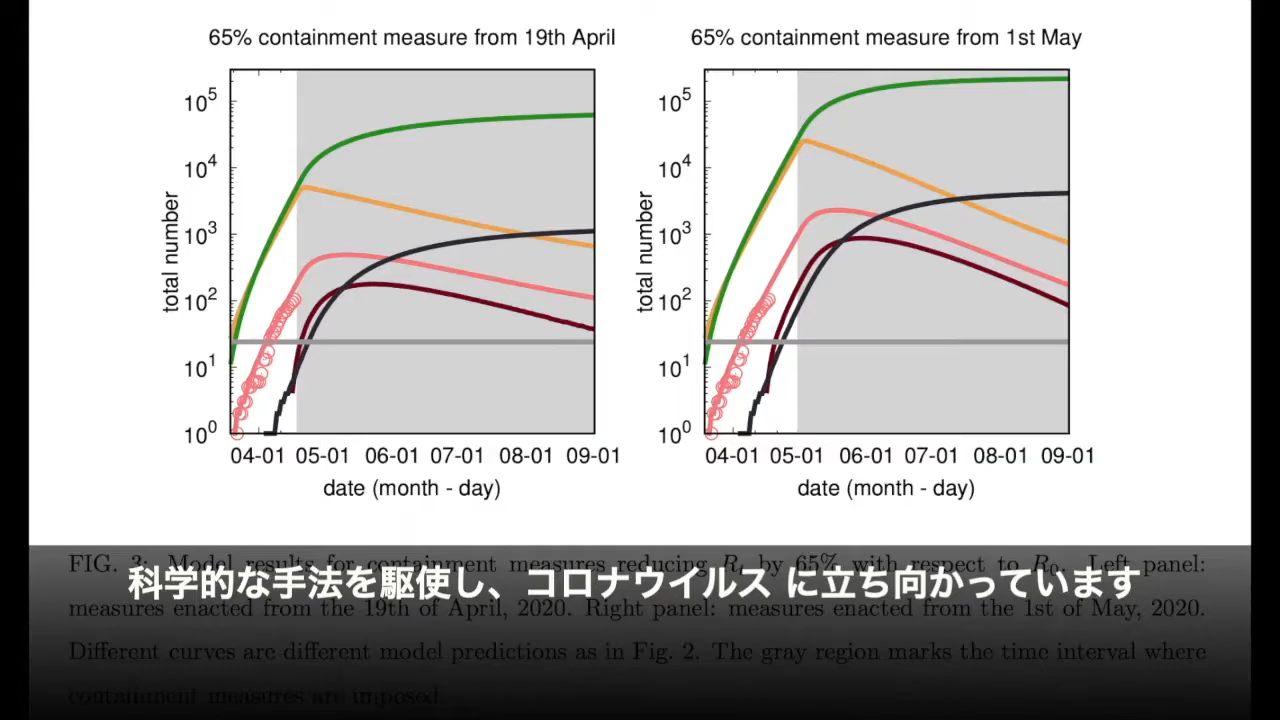 65% containment measure from 19th April
65% containment measure from 1st May
total number
10^5
10^4
10^3
10^2
10^1
10^0
04-01 05-01 06-01 07-01 08-01 09-01
date (month - day)
total number
10^5
10^4
10^3
10^2
10^1
10^0
04-01 05-01 06-01 07-01 08-01 09-01
date (month - day)
FIG. 3: Model results for containment measures reducing R_t by 65% with respect to R_0. Left panel:
科学的な手法を駆使し、コロナウイルス に立ち向かっています
measures enacted from the 19th of April, 2020. Right panel: measures enacted from the 1st of May, 2020.
Different curves are different model predictions as in Fig. 2. The gray region marks the time interval where
containment measures are imposed.